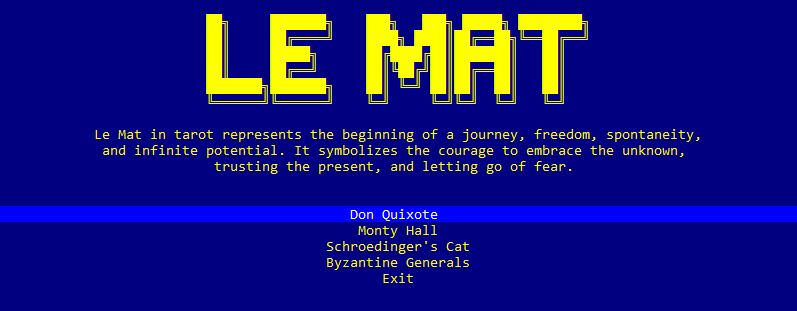 LE MAT
Le Mat in tarot represents the beginning of a journey, freedom, spontaneity,
and infinite potential. It symbolizes the courage to embrace the unknown,
trusting the present, and letting go of fear.
Don Quixote
Monty Hall
Schroedinger's Cat
Byzantine Generals
Exit